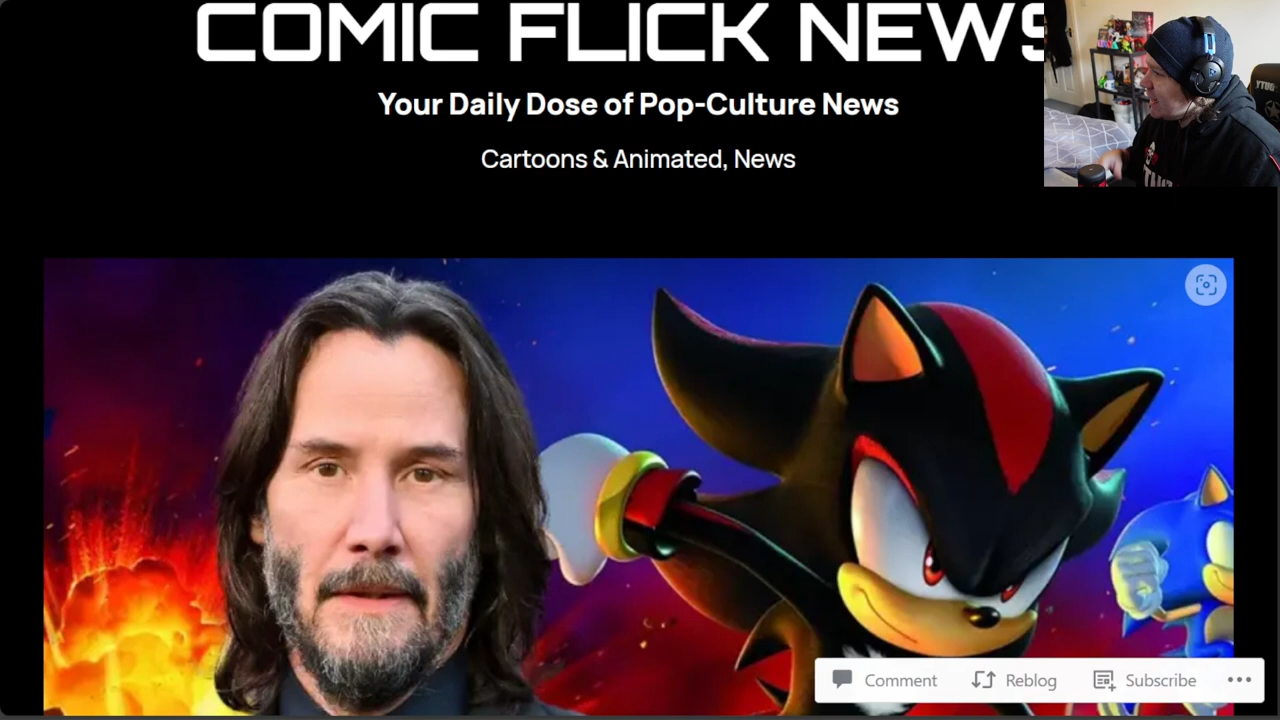 COMIC FLICK NEWS
Your Daily Dose of Pop-Culture News
Cartoons & Animated, News
Comment
Reblog
Subscribe